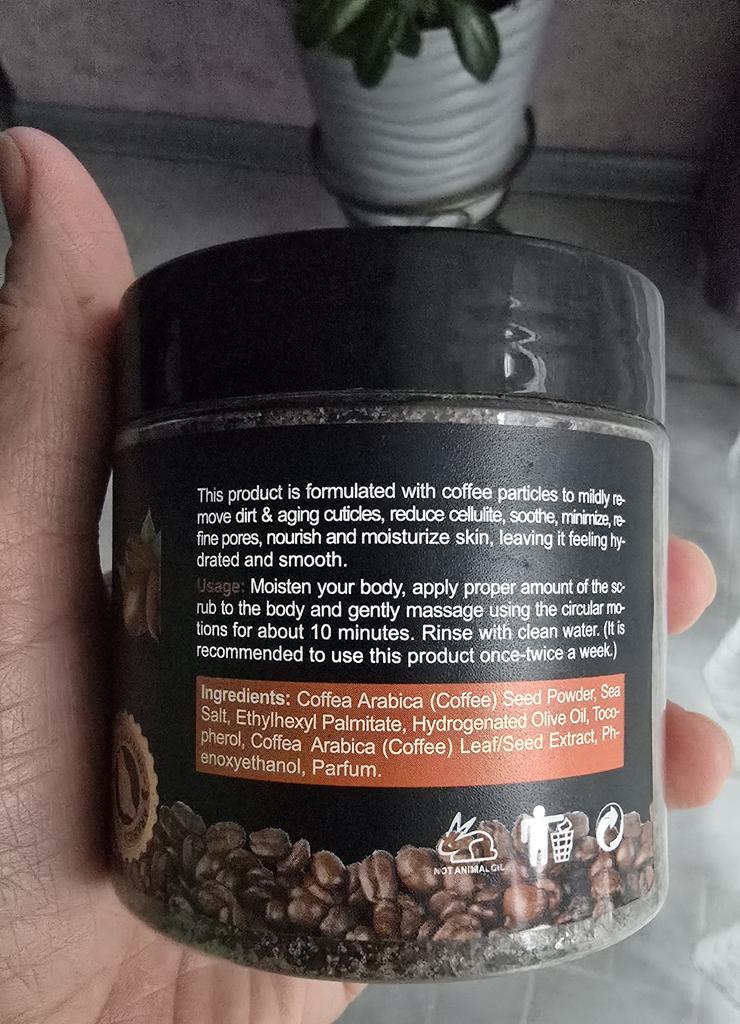 This product is formulated with coffee particles to mildly re-
move dirt & aging cuticles, reduce cellulite, soothe, minimize, re-
fine pores, nourish and moisturize skin, leaving it feeling hy-
drated and smooth.
Usage: Moisten your body, apply proper amount of the sc-
rub to the body and gently massage using the circular mo-
tions for about 10 minutes. Rinse with clean water. (It is
recommended to use this product once-twice a week.)
Ingredients: Coffea Arabica (Coffee) Seed Powder, Sea
Salt, Ethylhexyl Palmitate, Hydrogenated Olive Oil, Toco-
pherol, Coffea Arabica (Coffee) Leaf/Seed Extract, Ph-
enoxyethanol, Parfum.
NOT ANIMAL OIL